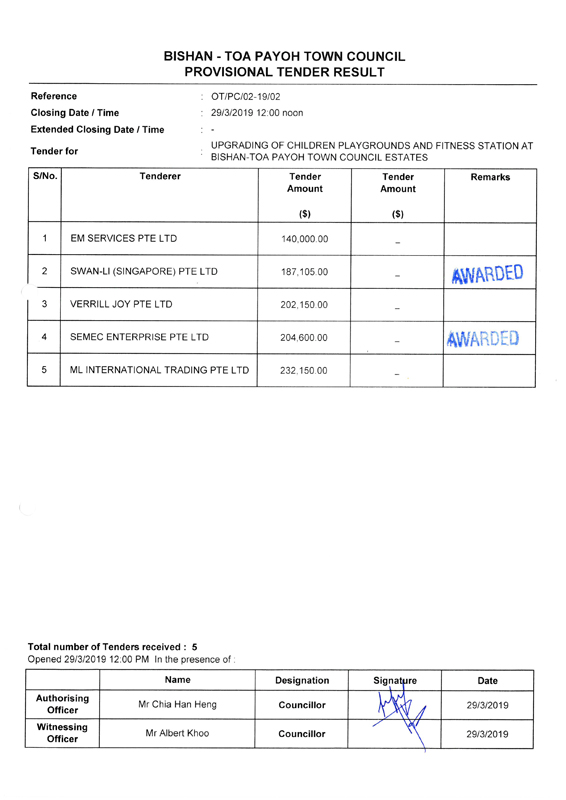 BISHAN - TOA PAYOH TOWN COUNCIL
PROVISIONAL TENDER RESULT
Reference : OT/PC/02-19/02
Closing Date / Time : 29/3/2019 12:00 noon
Extended Closing Date / Time : -
Tender for : UPGRADING OF CHILDREN PLAYGROUNDS AND FITNESS STATION AT
BISHAN-TOA PAYOH TOWN COUNCIL ESTATES
S/No. Tenderer Tender Tender Remarks
Amount Amount
($) ($)
1 EM SERVICES PTE LTD 140,000.00 –
2 SWAN-LI (SINGAPORE) PTE LTD 187,105.00 – AWARDED
3 VERRILL JOY PTE LTD 202,150.00 –
4 SEMEC ENTERPRISE PTE LTD 204,600.00 – AWARDED
5 ML INTERNATIONAL TRADING PTE LTD 232,150.00 –
Total number of Tenders received : 5
Opened 29/3/2019 12:00 PM In the presence of :
Name Designation Signature Date
Authorising
Officer Mr Chia Han Heng Councillor 29/3/2019
Witnessing
Officer Mr Albert Khoo Councillor 29/3/2019